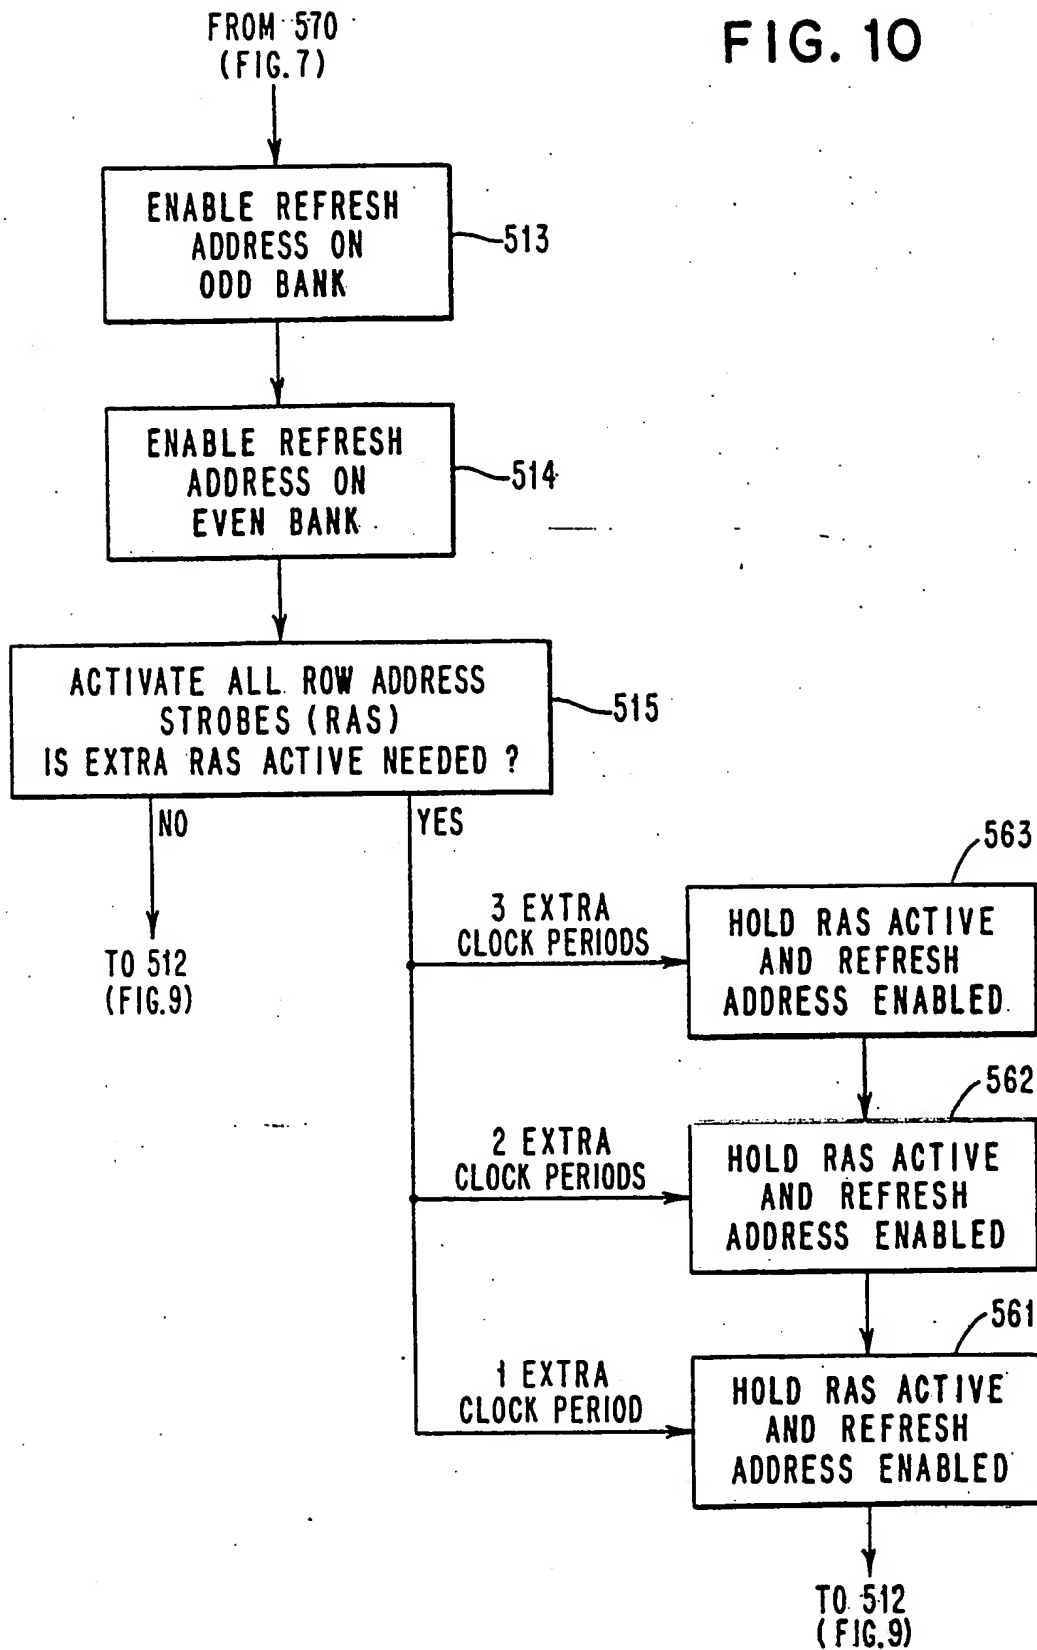 FROM 570
(FIG. 7)
FIG. 10
ENABLE REFRESH
ADDRESS ON
ODD BANK
513
ENABLE REFRESH
ADDRESS ON
EVEN BANK
514
ACTIVATE ALL ROW ADDRESS
STROBES (RAS)
IS EXTRA RAS ACTIVE NEEDED ?
515
NO
YES
TO 512
(FIG.9)
3 EXTRA
CLOCK PERIODS
563
HOLD RAS ACTIVE
AND REFRESH
ADDRESS ENABLED
2 EXTRA
CLOCK PERIODS
562
HOLD RAS ACTIVE
AND REFRESH
ADDRESS ENABLED
1 EXTRA
CLOCK PERIOD
561
HOLD RAS ACTIVE
AND REFRESH
ADDRESS ENABLED
TO 512
(FIG.9)